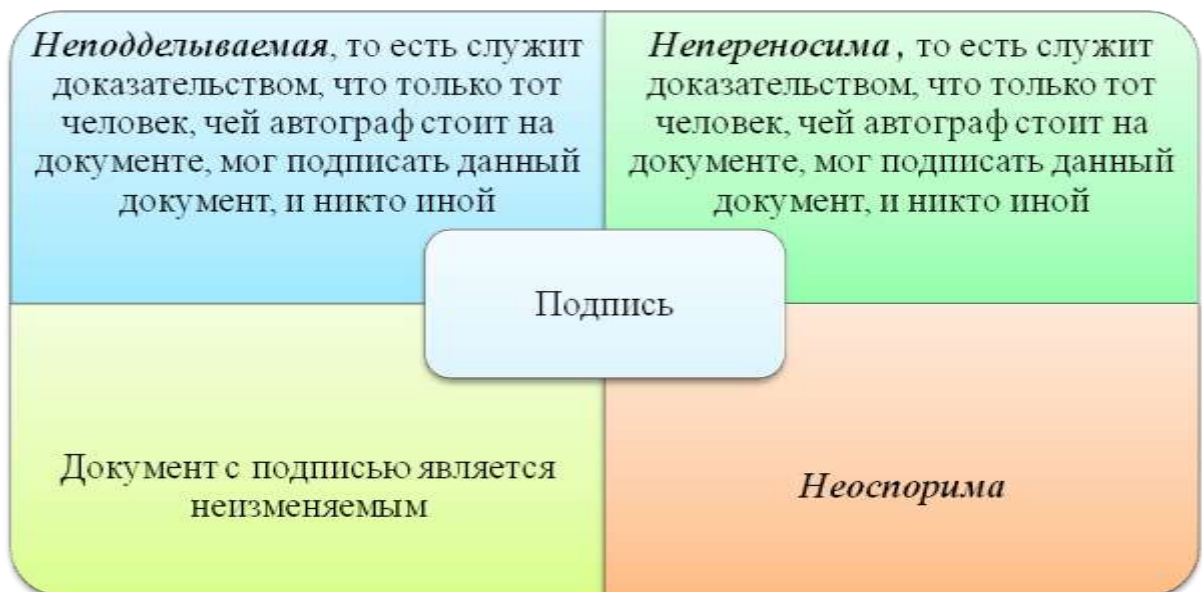 Неподделываемая, то есть служит
доказательством, что только тот
человек, чей автограф стоит на
документе, мог подписать данный
документ, и никто иной
Непереносима, то есть служит
доказательством, что только тот
человек, чей автограф стоит на
документе, мог подписать данный
документ, и никто иной
Подпись
Документ с подписью является
неизменяемым
Неоспорима